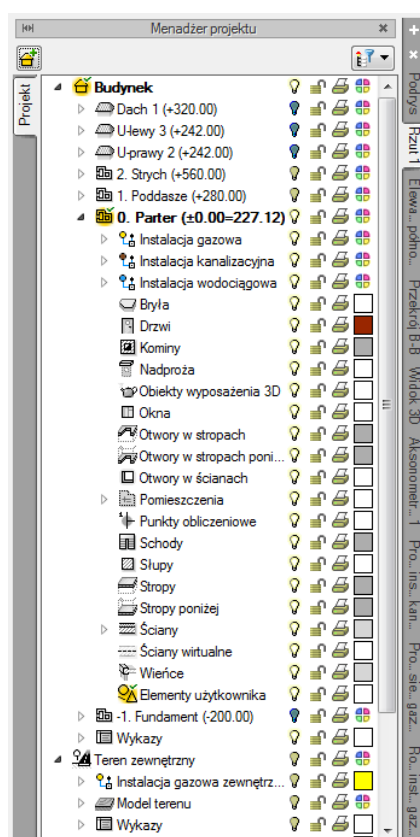 Menadżer projektu
Projekt
Budynek
Dach 1 (+320.00)
U-lewy 3 (+242.00)
U-prawy 2 (+242.00)
2. Strych (+560.00)
1. Poddasze (+280.00)
0. Parter (±0.00=227.12)
Instalacja gazowa
Instalacja kanalizacyjna
Instalacja wodociągowa
Bryła
Drzwi
Kominy
Nadproża
Obiekty wyposażenia 3D
Okna
Otwory w stropach
Otwory w stropach poni...
Otwory w ścianach
Pomieszczenia
Punkty obliczeniowe
Schody
Słupy
Stropy
Stropy poniżej
Ściany
Ściany wirtualne
Wieńce
Elementy użytkownika
-1. Fundament (-200.00)
Wykazy
Teren zewnętrzny
Instalacja gazowa zewnętrz...
Model terenu
Wykazy
Podrys
Rzut 1
Elewa... półno...
Przekrój B-B
Widok 3D
Aksonometr... 1
Pro... ins... kan...
Pro... sie... gaz...
Ro... inst... gaz...